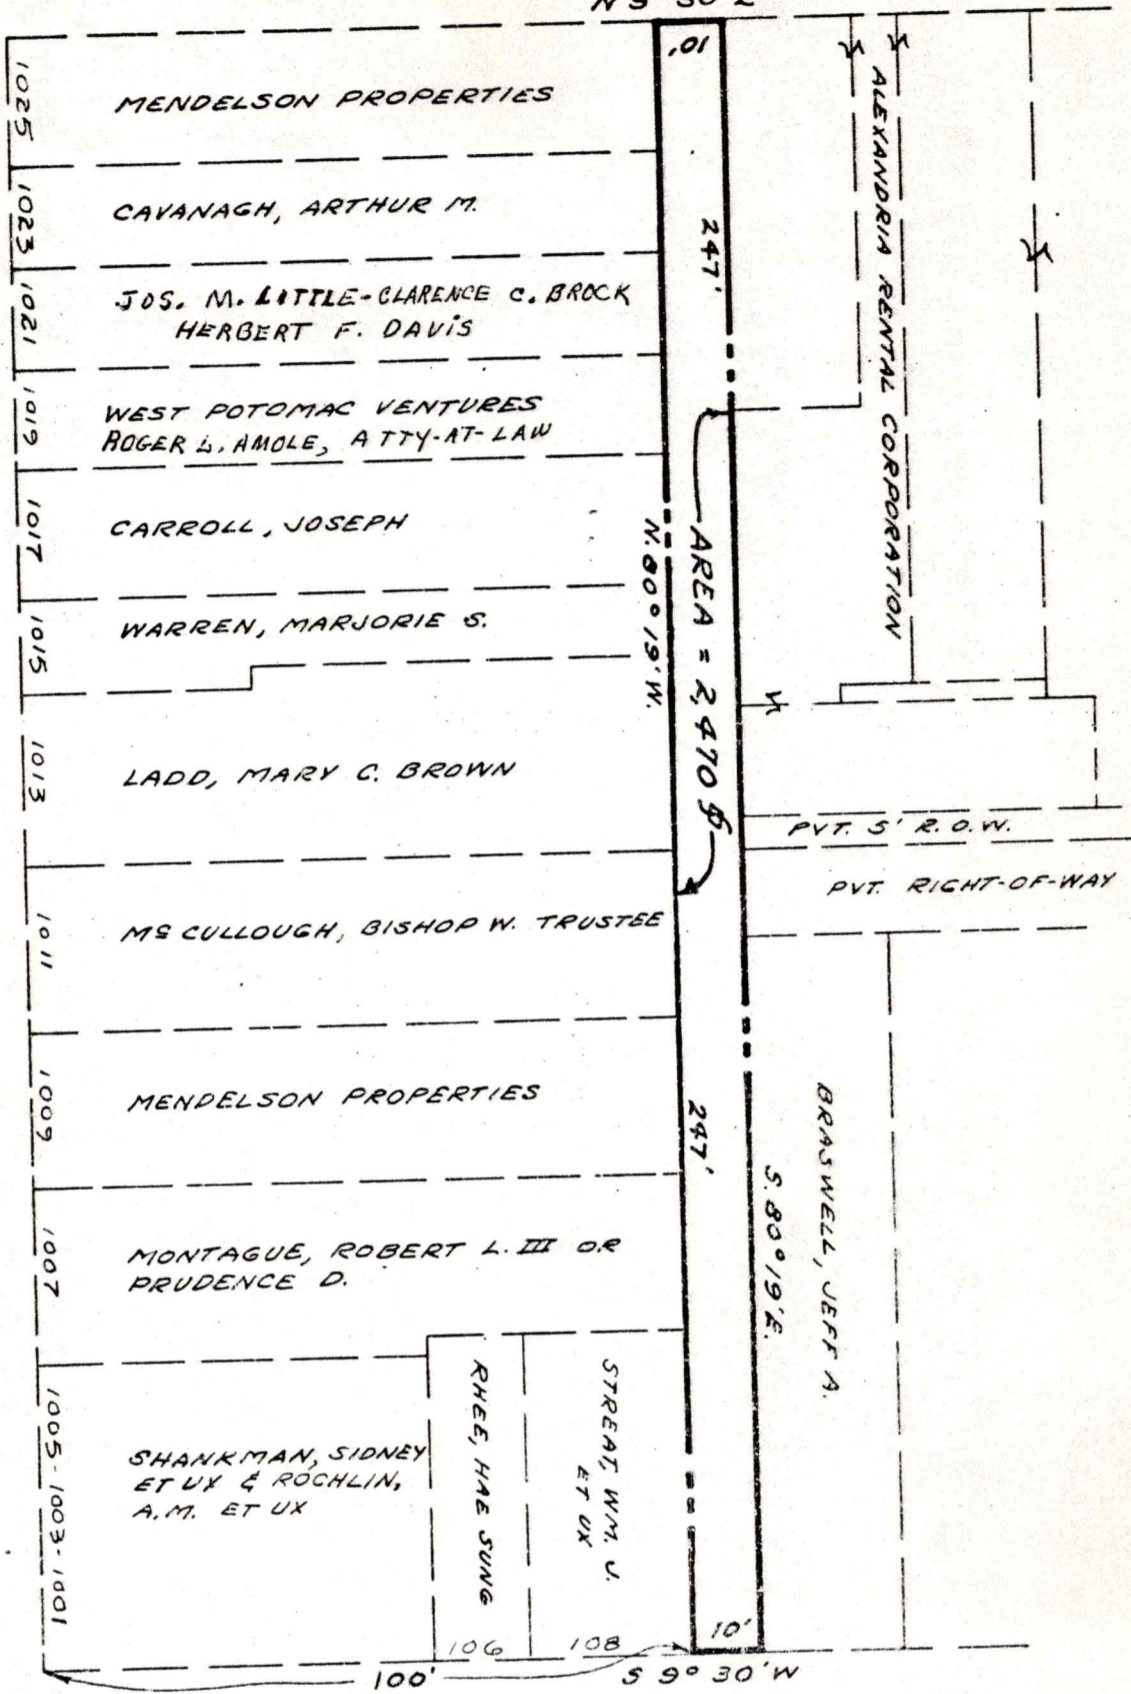 N 9° 30' E
10'
1025
MENDELSON PROPERTIES
1023
CAVANAGH, ARTHUR M.
1021
JOS. M. LITTLE-CLARENCE C. BROCK
HERBERT F. DAVIS
1019
WEST POTOMAC VENTURES
ROGER L. AMOLE, ATTY-AT-LAW
1017
CARROLL, JOSEPH
1015
WARREN, MARJORIE S.
1013
LADD, MARY C. BROWN
1011
MC CULLOUGH, BISHOP W. TRUSTEE
1009
MENDELSON PROPERTIES
1007
MONTAGUE, ROBERT L. III OR
PRUDENCE D.
1005-1003-1001
SHANKMAN, SIDNEY
ET UX & ROCHLIN,
A.M. ET UX
RHEE, HAE SUNG
106
STREAT, WM. J.
ET UX
108
100'
247'
N. 80° 19' W.
AREA = 2,470
247'
S. 80° 19' E.
10'
S 9° 30' W
ALEXANDRIA RENTAL CORPORATION
PVT. 5' R.O.W.
PVT. RIGHT-OF-WAY
BRASWELL, JEFF A.